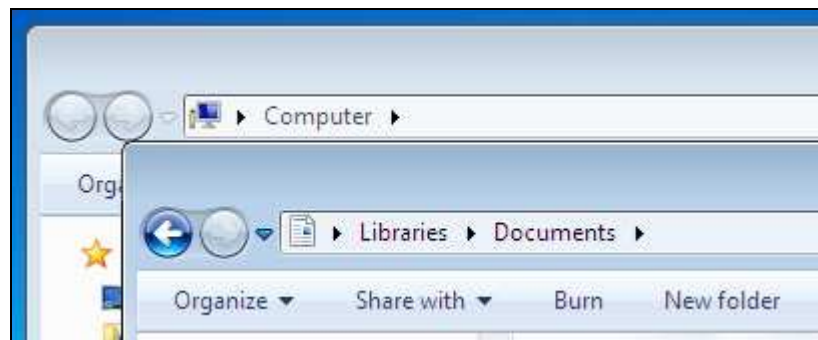 Computer
Libraries Documents
Organize Share with Burn New folder